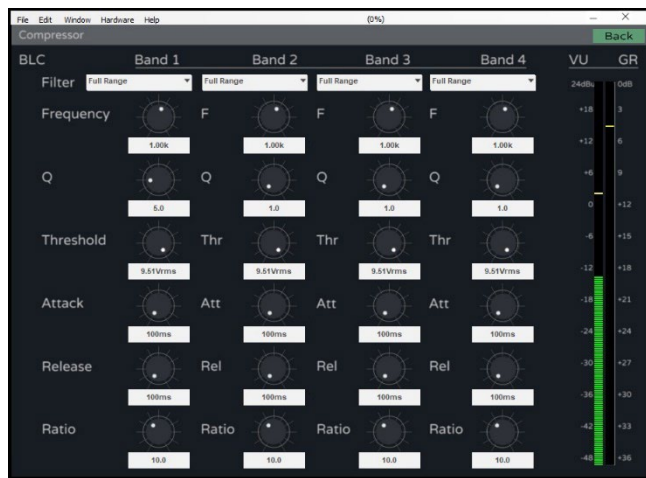 File Edit Window Hardware Help (0%)
Compressor Back
BLC Band 1 Band 2 Band 3 Band 4 VU GR
Filter Full Range Full Range Full Range Full Range 24dBu 0dB
Frequency F F F +18 3
1.00k 1.00k 1.00k 1.00k +12 6
Q Q Q Q +6 9
5.0 1.0 1.0 1.0 0 +12
Threshold Thr Thr Thr -6 +15
9.51Vrms 9.51Vrms 9.51Vrms 9.51Vrms -12 +18
Attack Att Att Att -18 +21
100ms 100ms 100ms 100ms -24 +24
Release Rel Rel Rel -30 +27
100ms 100ms 100ms 100ms -36 +30
Ratio Ratio Ratio Ratio -42 +33
10.0 10.0 10.0 10.0 -48 +36